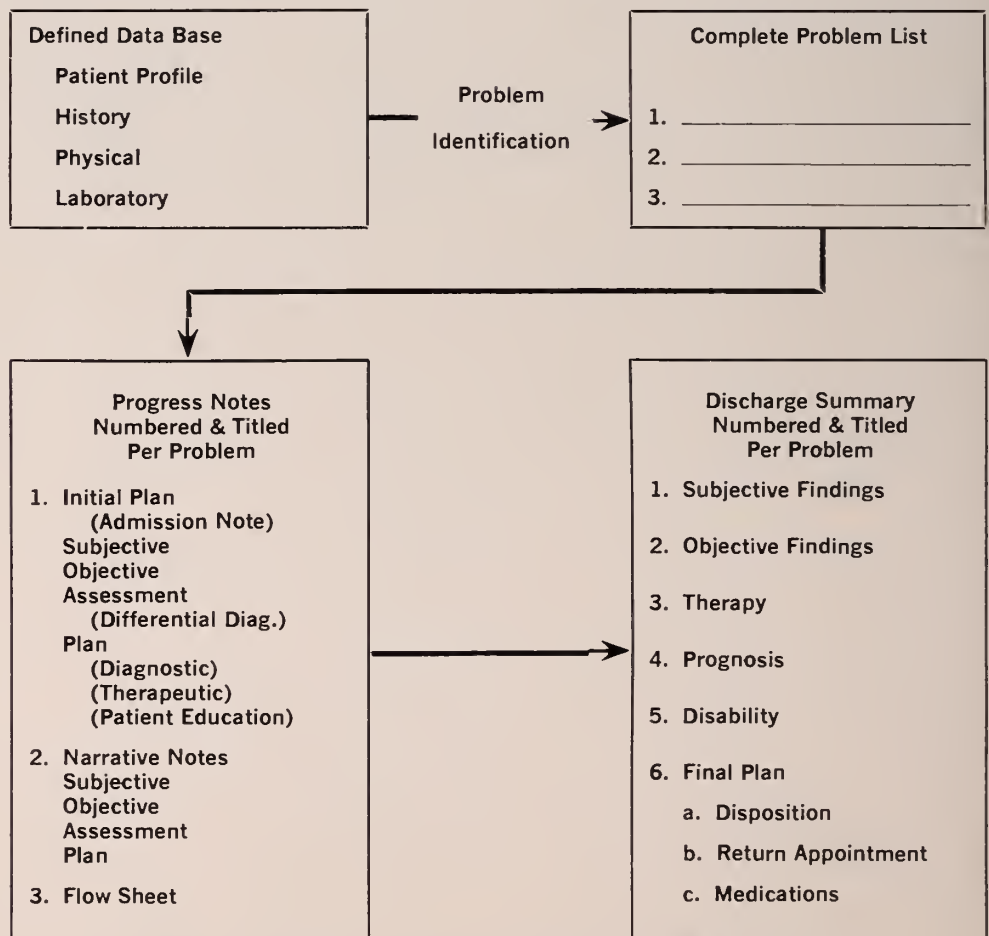 Defined Data Base
Patient Profile
History
Physical
Laboratory
Problem
Identification
Complete Problem List
1. ____________________
2. ____________________
3. ____________________
Progress Notes
Numbered & Titled
Per Problem
1. Initial Plan
(Admission Note)
Subjective
Objective
Assessment
(Differential Diag.)
Plan
(Diagnostic)
(Therapeutic)
(Patient Education)
2. Narrative Notes
Subjective
Objective
Assessment
Plan
3. Flow Sheet
Discharge Summary
Numbered & Titled
Per Problem
1. Subjective Findings
2. Objective Findings
3. Therapy
4. Prognosis
5. Disability
6. Final Plan
a. Disposition
b. Return Appointment
c. Medications